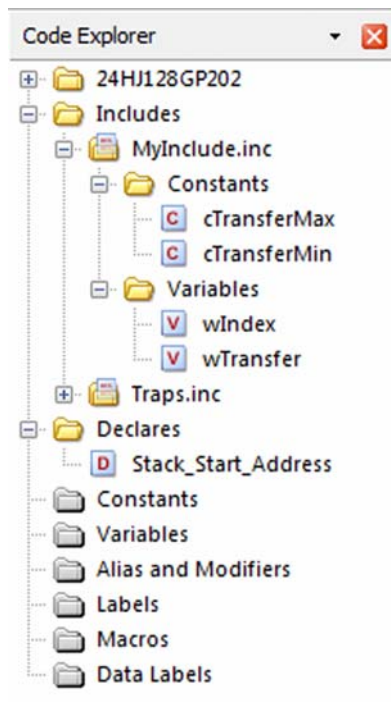 Code Explorer
24HJ128GP202
Includes
MyInclude.inc
Constants
C cTransferMax
C cTransferMin
Variables
V wIndex
V wTransfer
Traps.inc
Declares
D Stack_Start_Address
Constants
Variables
Alias and Modifiers
Labels
Macros
Data Labels